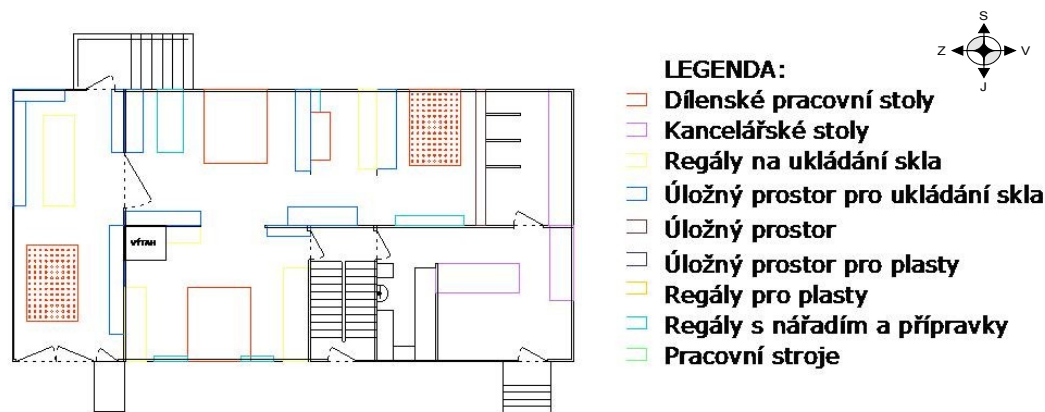 S
Z V
J
LEGENDA:
Dílenské pracovní stoly
Kancelářské stoly
Regály na ukládání skla
Úložný prostor pro ukládání skla
Úložný prostor
Úložný prostor pro plasty
Regály pro plasty
Regály s nářadím a přípravky
Pracovní stroje
VÝTAH